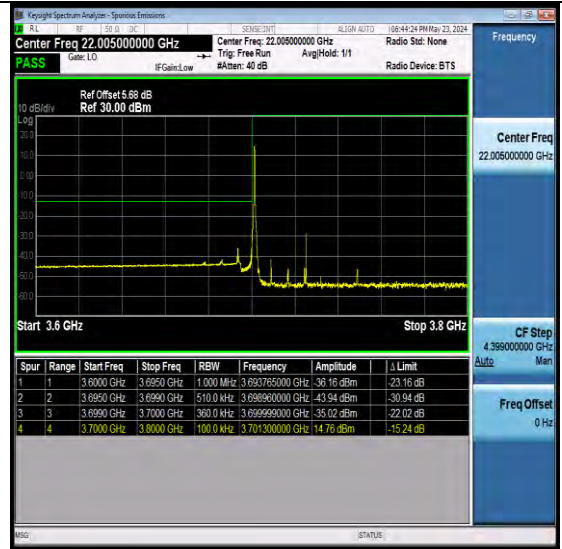 Keysight Spectrum Analyzer - Spurious Emissions
RL RF 50 Ω DC SENSE:INT ALIGN AUTO 06:44:24 PM May 23, 2024
Center Freq 22.005000000 GHz Center Freq: 22.005000000 GHz Radio Std: None
Gate: LO Trig: Free Run Avg|Hold: 1/1
PASS IFGain:Low #Atten: 40 dB Radio Device: BTS
Ref Offset 5.68 dB
10 dB/div Ref 30.00 dBm
Log
20.0
10.0
0.00
-10.0
-20.0
-30.0
-40.0
-50.0
-60.0
Start 3.6 GHz Stop 3.8 GHz
Spur Range Start Freq Stop Freq RBW Frequency Amplitude Δ Limit
1 1 3.6000 GHz 3.6950 GHz 1.000 MHz 3.693765000 GHz -36.16 dBm -23.16 dB
2 2 3.6950 GHz 3.6990 GHz 510.0 kHz 3.698960000 GHz -43.94 dBm -30.94 dB
3 3 3.6990 GHz 3.7000 GHz 360.0 kHz 3.699999000 GHz -35.02 dBm -22.02 dB
4 4 3.7000 GHz 3.8000 GHz 100.0 kHz 3.701300000 GHz 14.76 dBm -15.24 dB
MSG STATUS
Frequency
Center Freq
22.005000000 GHz
CF Step
4.399000000 GHz
Auto Man
Freq Offset
0 Hz